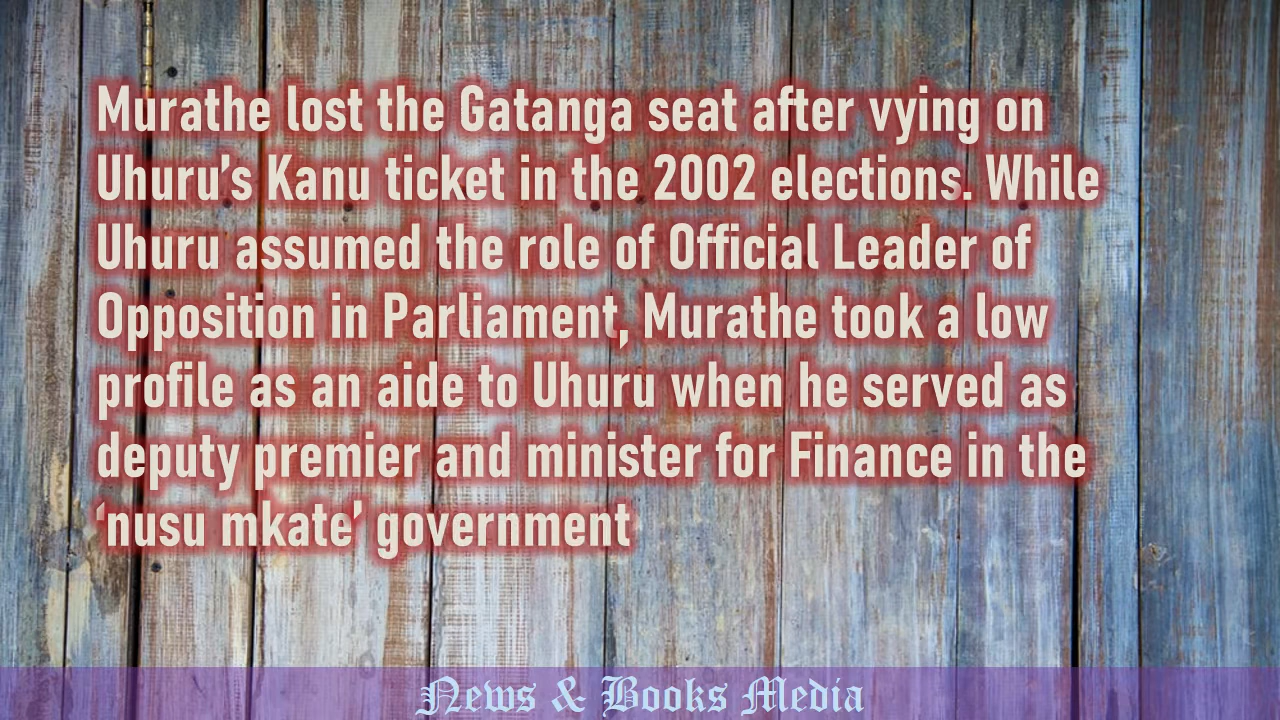 Murathe lost the Gatanga seat after vying on
Uhuru’s Kanu ticket in the 2002 elections. While
Uhuru assumed the role of Official Leader of
Opposition in Parliament, Murathe took a low
profile as an aide to Uhuru when he served as
deputy premier and minister for Finance in the
‘nusu mkate’ government
News & Books Media